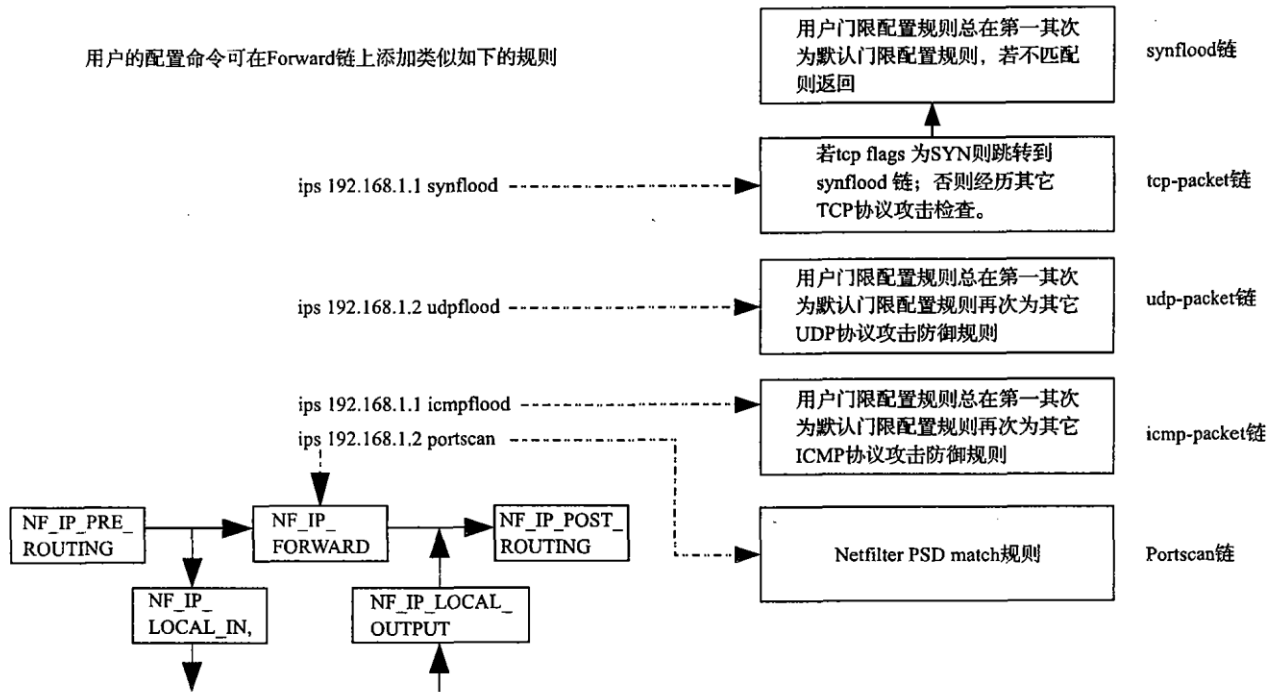 用户的配置命令可在Forward链上添加类似如下的规则
用户门限配置规则总在第一其次
为默认门限配置规则，若不匹配
则返回
synflood链
ips 192.168.1.1 synflood
若tcp flags 为SYN则跳转到
synflood 链；否则经历其它
TCP协议攻击检查。
tcp-packet链
ips 192.168.1.2 udpflood
用户门限配置规则总在第一其次
为默认门限配置规则再次为其它
UDP协议攻击防御规则
udp-packet链
ips 192.168.1.1 icmpflood
ips 192.168.1.2 portscan
用户门限配置规则总在第一其次
为默认门限配置规则再次为其它
ICMP协议攻击防御规则
icmp-packet链
NF_IP_PRE_
ROUTING
NF_IP_
FORWARD
NF_IP_POST_
ROUTING
Netfilter PSD match规则
Portscan链
NF_IP_
LOCAL_IN,
NF_IP_LOCAL_
OUTPUT